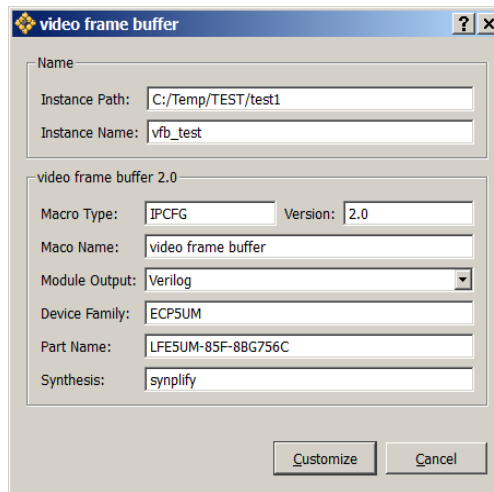 video frame buffer
Name
Instance Path: C:/Temp/TEST/test1
Instance Name: vfb_test
video frame buffer 2.0
Macro Type: IPCFG Version: 2.0
Maco Name: video frame buffer
Module Output: Verilog
Device Family: ECP5UM
Part Name: LFE5UM-85F-8BG756C
Synthesis: synplify
Customize Cancel